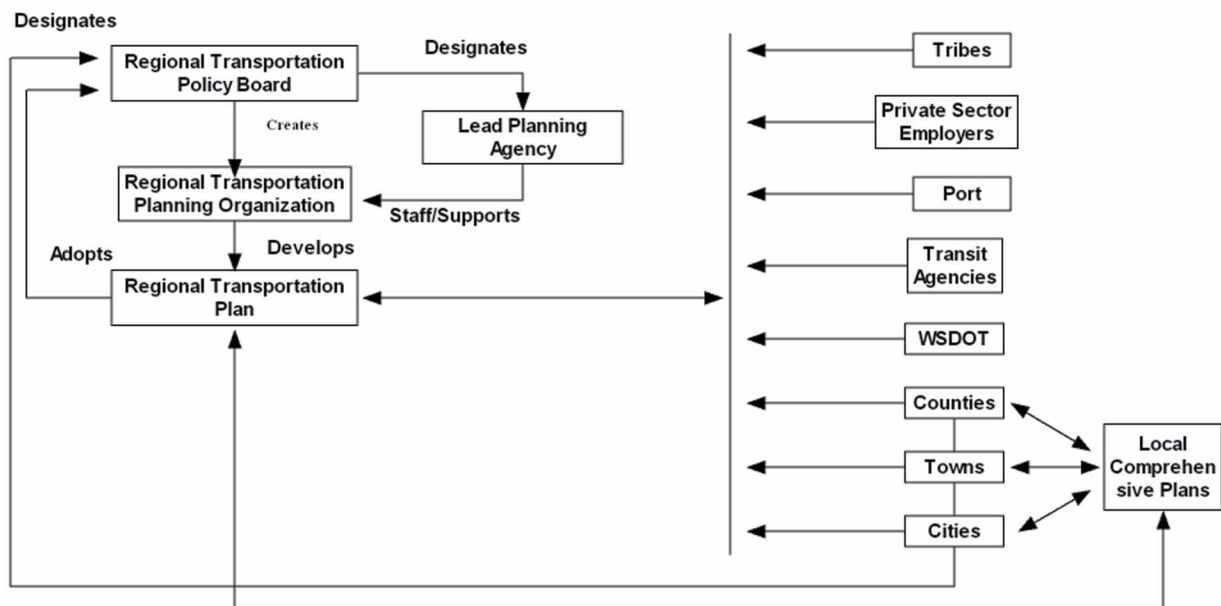 Designates
Regional Transportation
Policy Board
Designates
Creates
Lead Planning
Agency
Regional Transportation
Planning Organization
Staff/Supports
Adopts
Develops
Regional Transportation
Plan
Tribes
Private Sector
Employers
Port
Transit
Agencies
WSDOT
Counties
Towns
Cities
Local
Comprehen
sive Plans